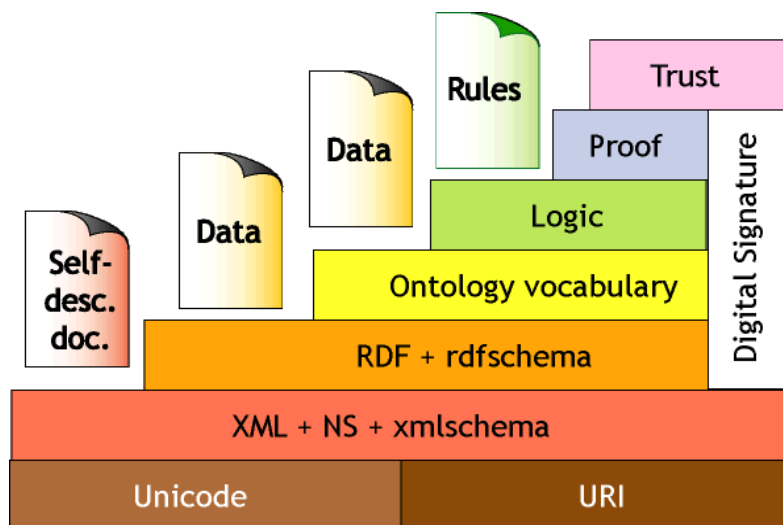 Rules
Trust
Data
Proof
Data
Logic
Self-
desc.
doc.
Ontology vocabulary
Digital Signature
RDF + rdfschema
XML + NS + xmlschema
Unicode
URI